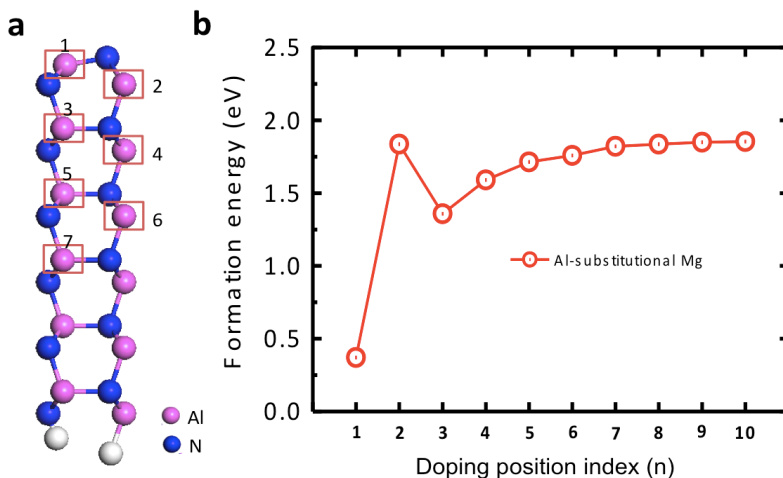 a
1
2
3
4
5
6
7
Al
N
b
Formation energy (eV)
2.5
2.0
1.5
1.0
0.5
0.0
Al-substitutional Mg
1 2 3 4 5 6 7 8 9 10
Doping position index (n)